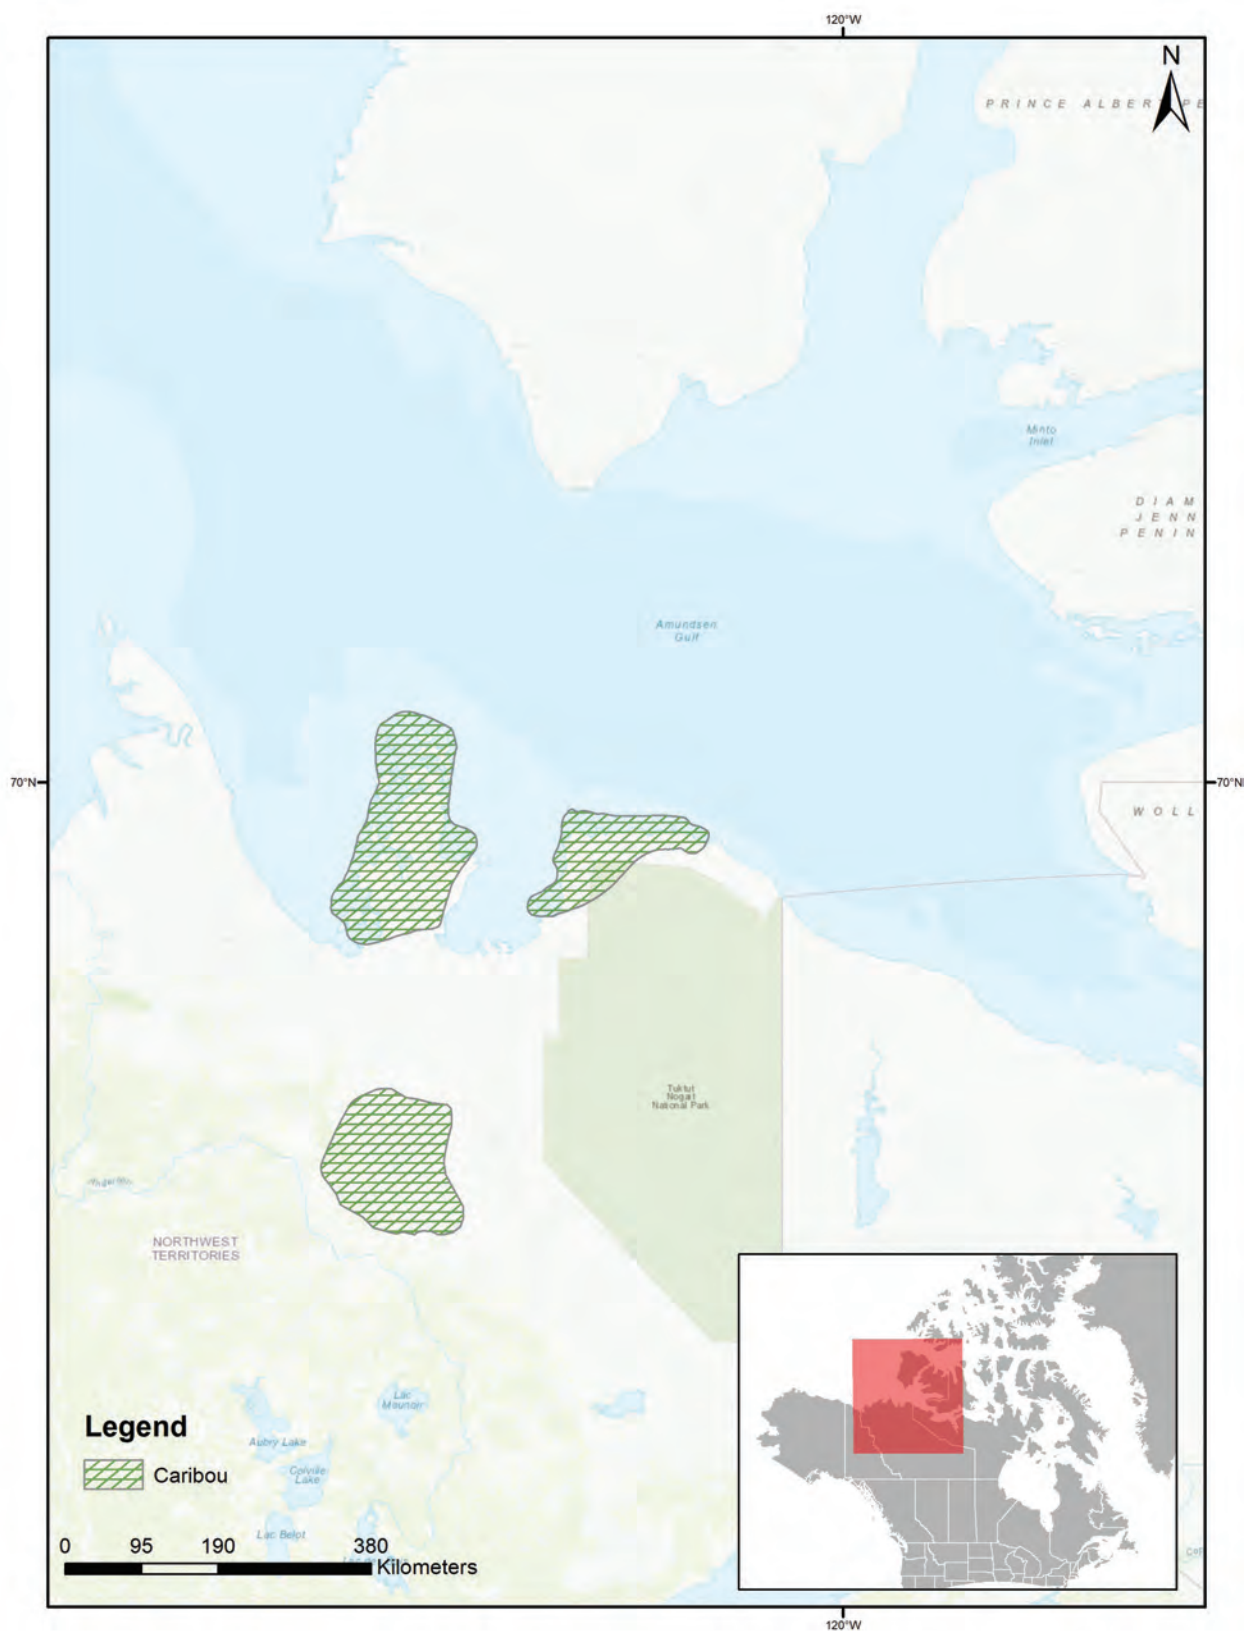 120°W
N
PRINCE ALBERT PE
Minto
Inlet
DIAM
JENN
PENIN
Amundsen
Gulf
70°N
70°N
WOLL
Tuktut
Nogait
National Park
NORTHWEST
TERRITORIES
Lac
Maunoir
Legend
Aubry Lake
Caribou
Colville
Lake
Lac Belot
0 95 190 380
Kilometers
120°W